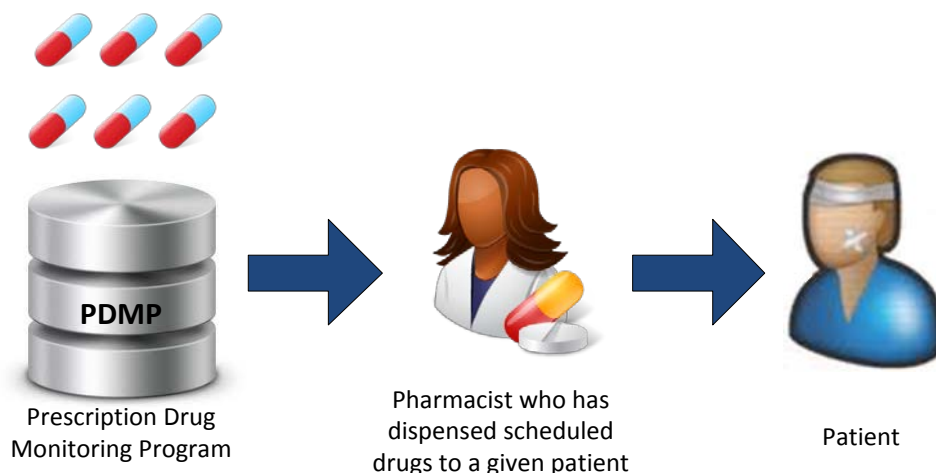 PDMP
Prescription Drug
Monitoring Program
Pharmacist who has
dispensed scheduled
drugs to a given patient
Patient